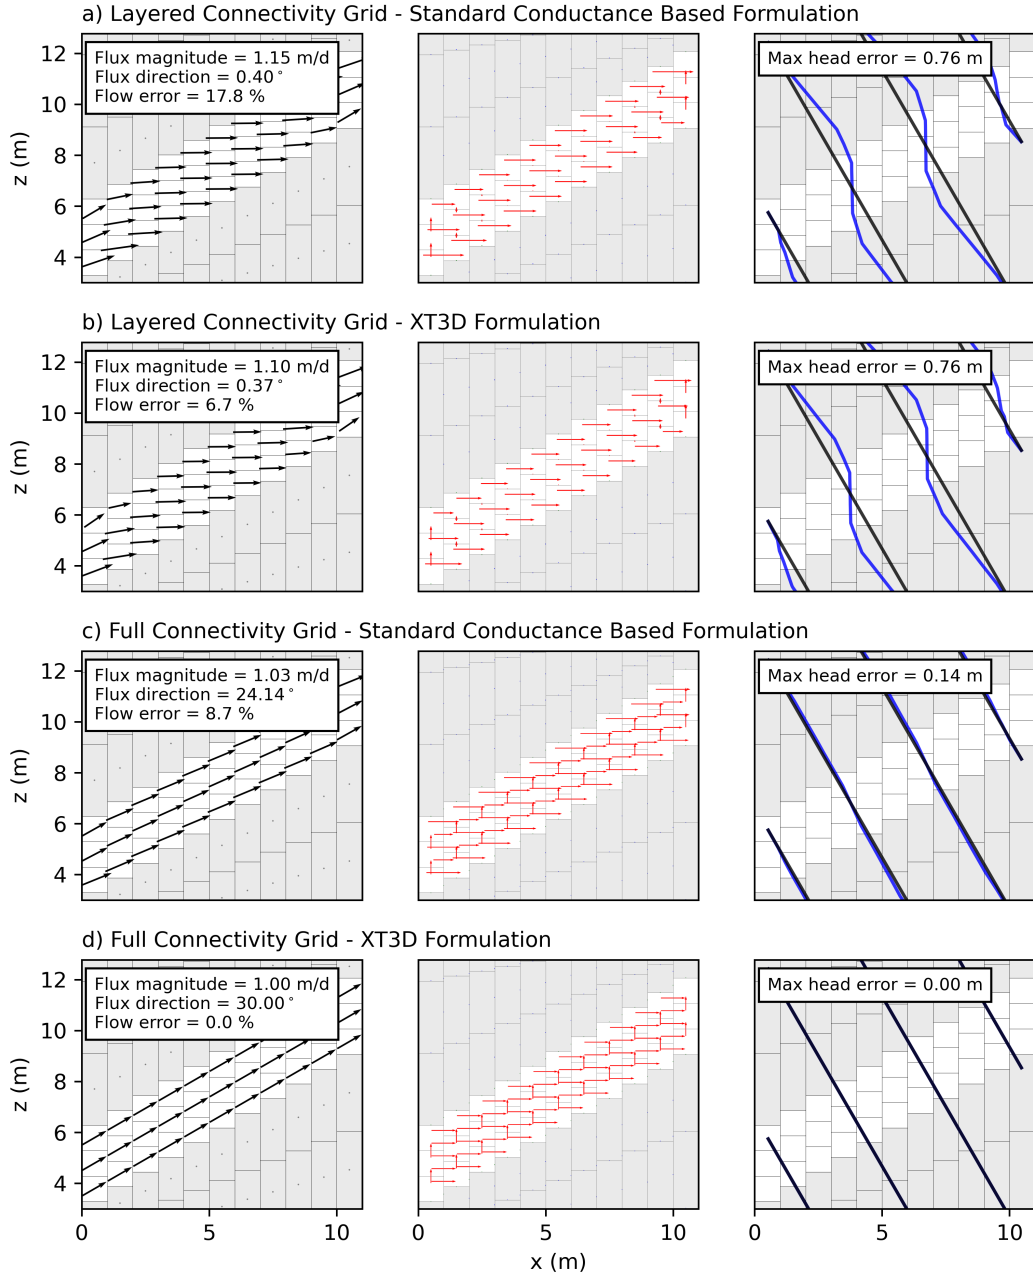 a) Layered Connectivity Grid - Standard Conductance Based Formulation
Flux magnitude = 1.15 m/d
Flux direction = 0.40°
Flow error = 17.8 %
Max head error = 0.76 m
z (m)
12
10
8
6
4
b) Layered Connectivity Grid - XT3D Formulation
Flux magnitude = 1.10 m/d
Flux direction = 0.37°
Flow error = 6.7 %
Max head error = 0.76 m
z (m)
12
10
8
6
4
c) Full Connectivity Grid - Standard Conductance Based Formulation
Flux magnitude = 1.03 m/d
Flux direction = 24.14°
Flow error = 8.7 %
Max head error = 0.14 m
z (m)
12
10
8
6
4
d) Full Connectivity Grid - XT3D Formulation
Flux magnitude = 1.00 m/d
Flux direction = 30.00°
Flow error = 0.0 %
Max head error = 0.00 m
z (m)
12
10
8
6
4
0 5 10 0 5 10 0 5 10
x (m)